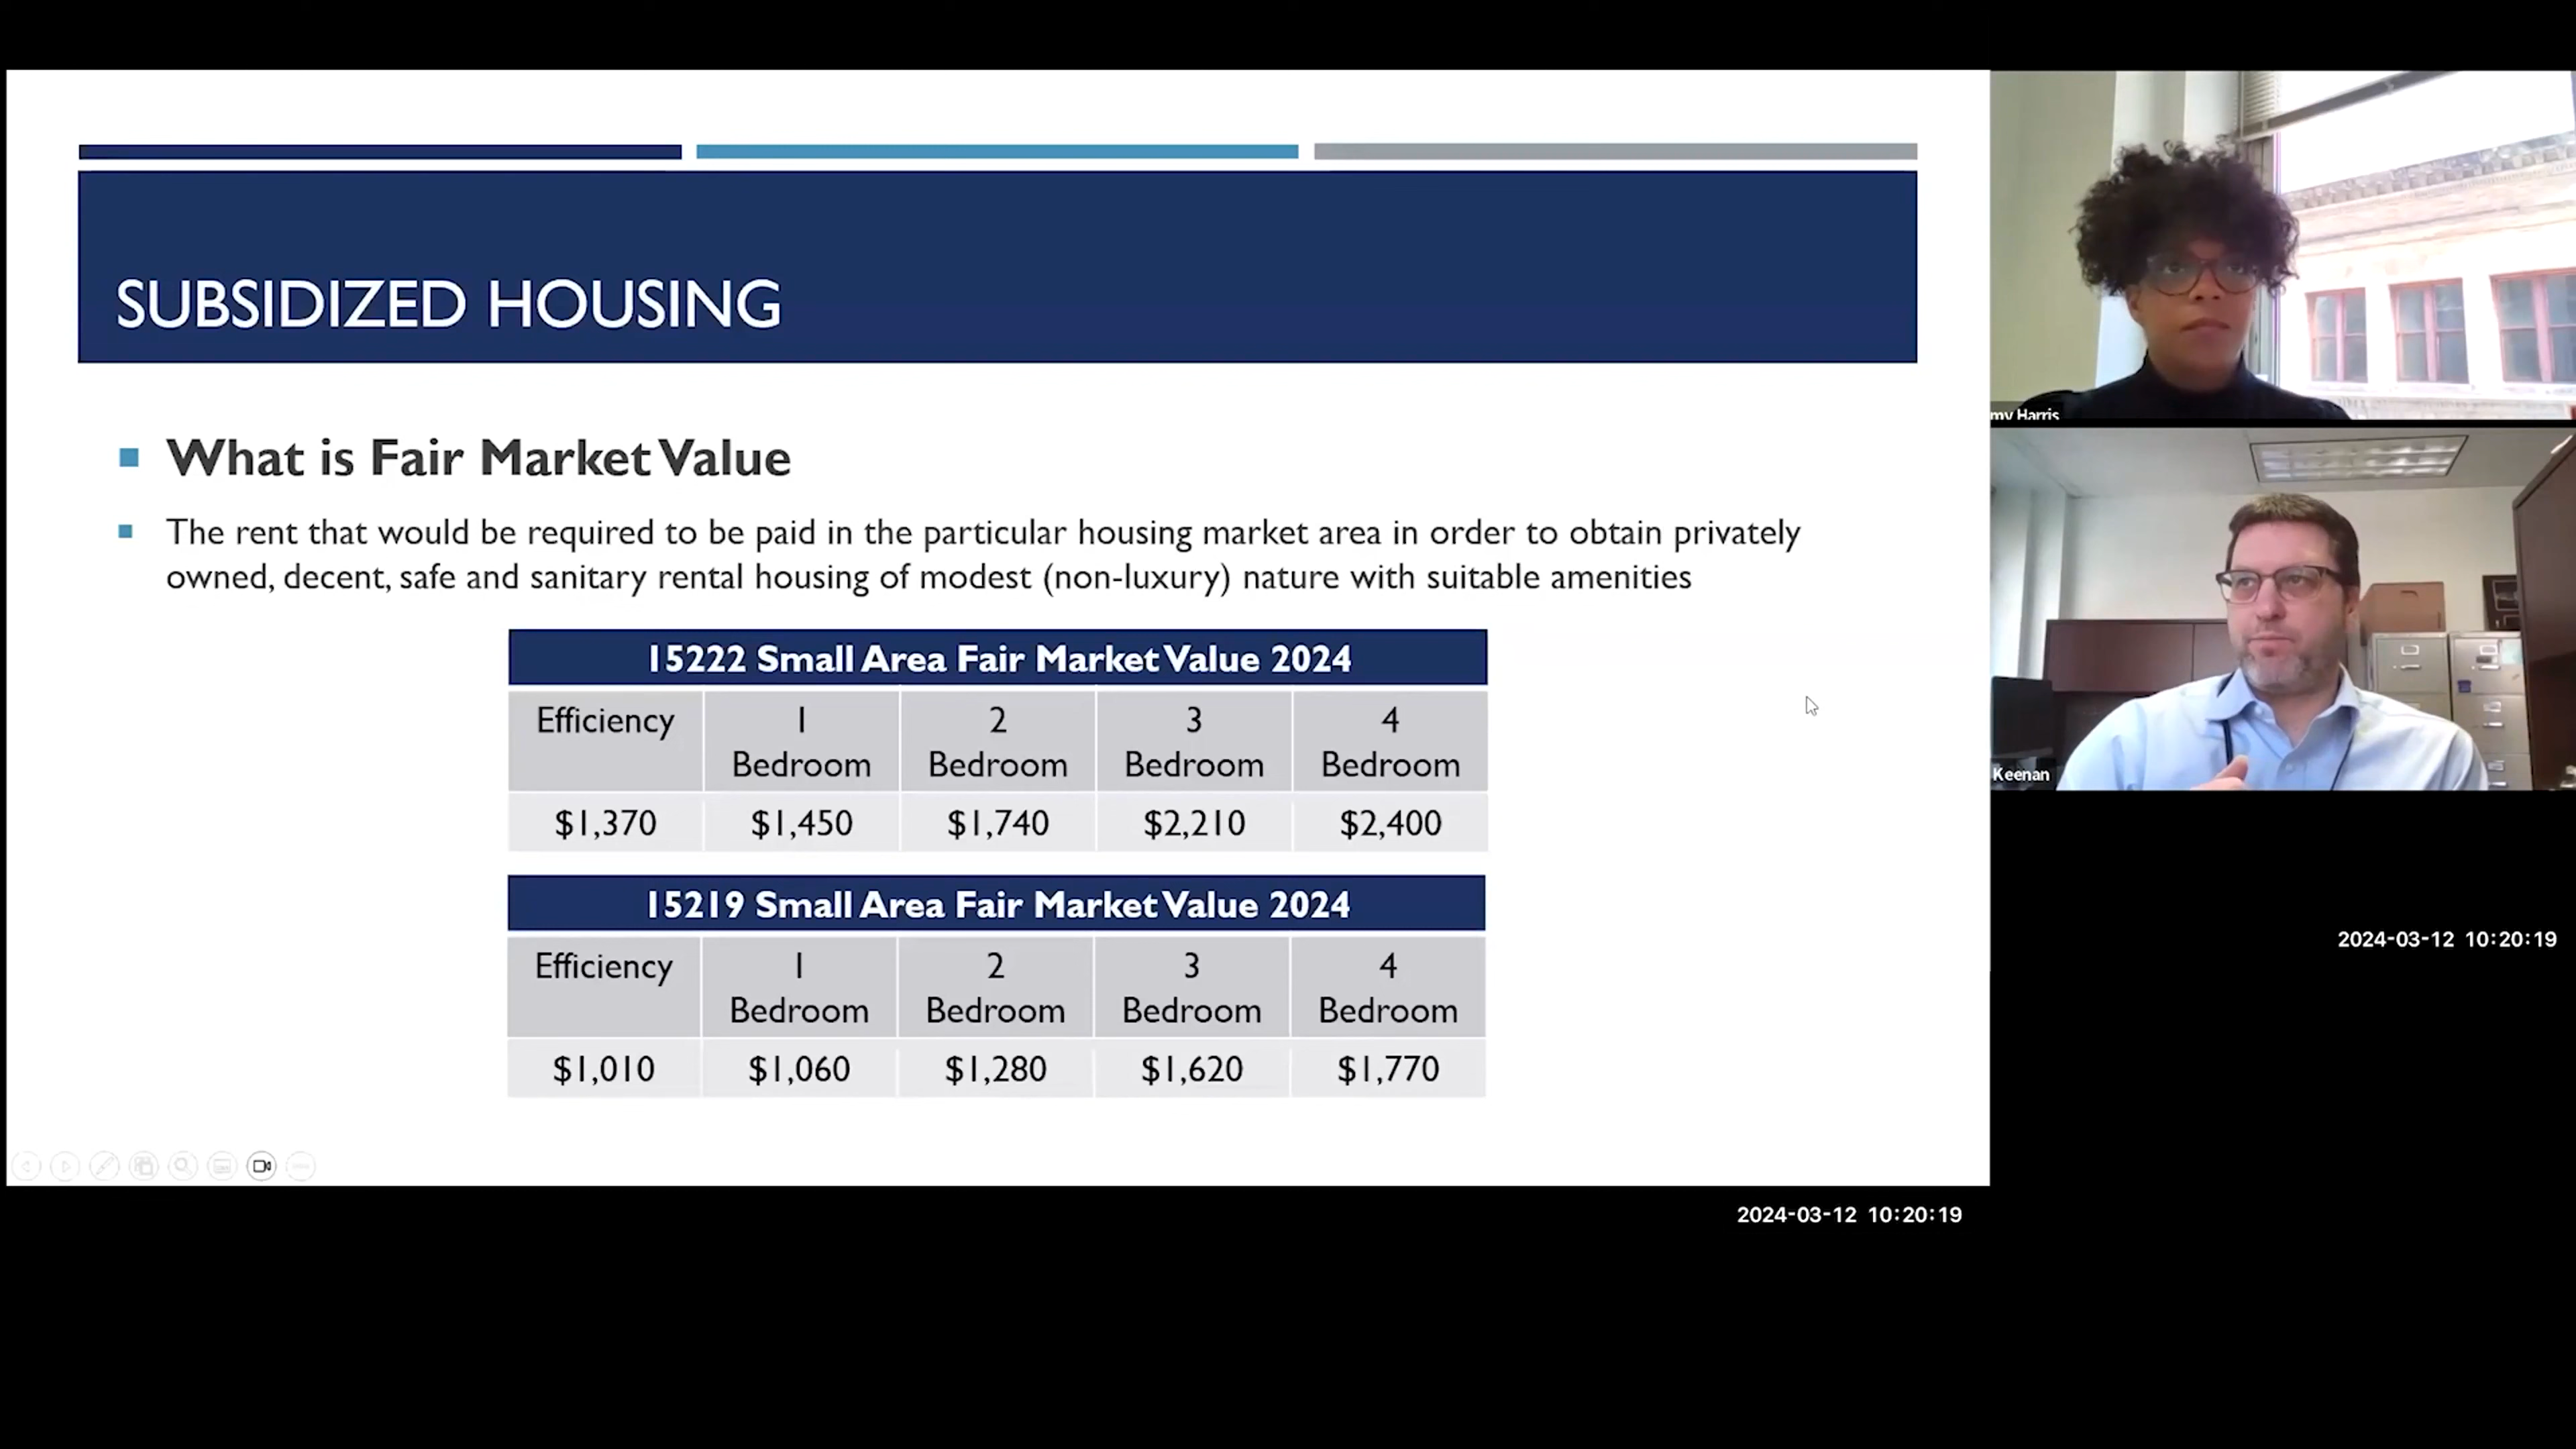 SUBSIDIZED HOUSING
What is Fair Market Value
The rent that would be required to be paid in the particular housing market area in order to obtain privately
owned, decent, safe and sanitary rental housing of modest (non-luxury) nature with suitable amenities
15222 Small Area Fair Market Value 2024
Efficiency 1 Bedroom 2 Bedroom 3 Bedroom 4 Bedroom
$1,370 $1,450 $1,740 $2,210 $2,400
15219 Small Area Fair Market Value 2024
Efficiency 1 Bedroom 2 Bedroom 3 Bedroom 4 Bedroom
$1,010 $1,060 $1,280 $1,620 $1,770
my Harris
Keenan
2024-03-12 10:20:19
2024-03-12 10:20:19